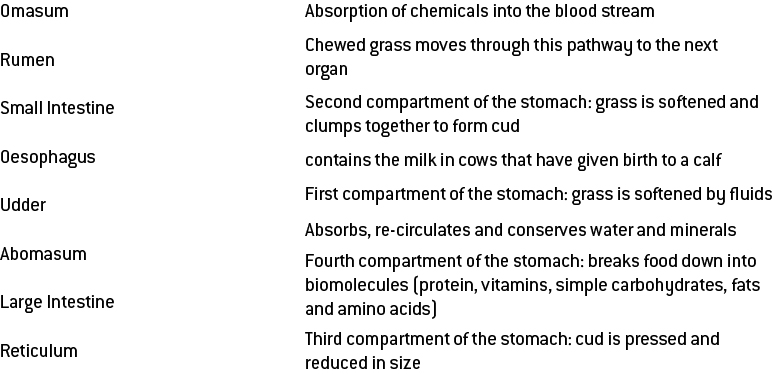 Omasum
Rumen
Small Intestine
Oesophagus
Udder
Abomasum
Large Intestine
Reticulum
Absorption of chemicals into the blood stream
Chewed grass moves through this pathway to the next
organ
Second compartment of the stomach: grass is softened and
clumps together to form cud
contains the milk in cows that have given birth to a calf
First compartment of the stomach: grass is softened by fluids
Absorbs, re-circulates and conserves water and minerals
Fourth compartment of the stomach: breaks food down into
biomolecules (protein, vitamins, simple carbohydrates, fats
and amino acids)
Third compartment of the stomach: cud is pressed and
reduced in size